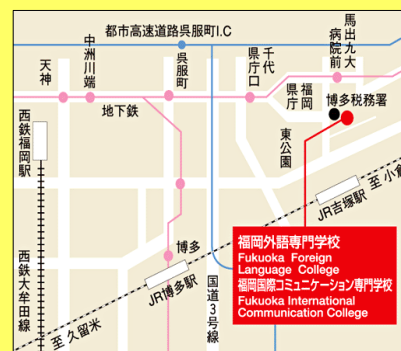 都市高速道路呉服町I.C
天神
中洲川端
呉服町
千代県庁口
馬出九大病院前
福岡県庁
博多税務署
地下鉄
東公園
西鉄福岡駅
JR吉塚駅
至 小倉
西鉄大牟田線
博多
JR博多駅
国道3号線
至 久留米
福岡外語専門学校
Fukuoka Foreign
Language College
福岡国際コミュニケーション専門学校
Fukuoka International
Communication College